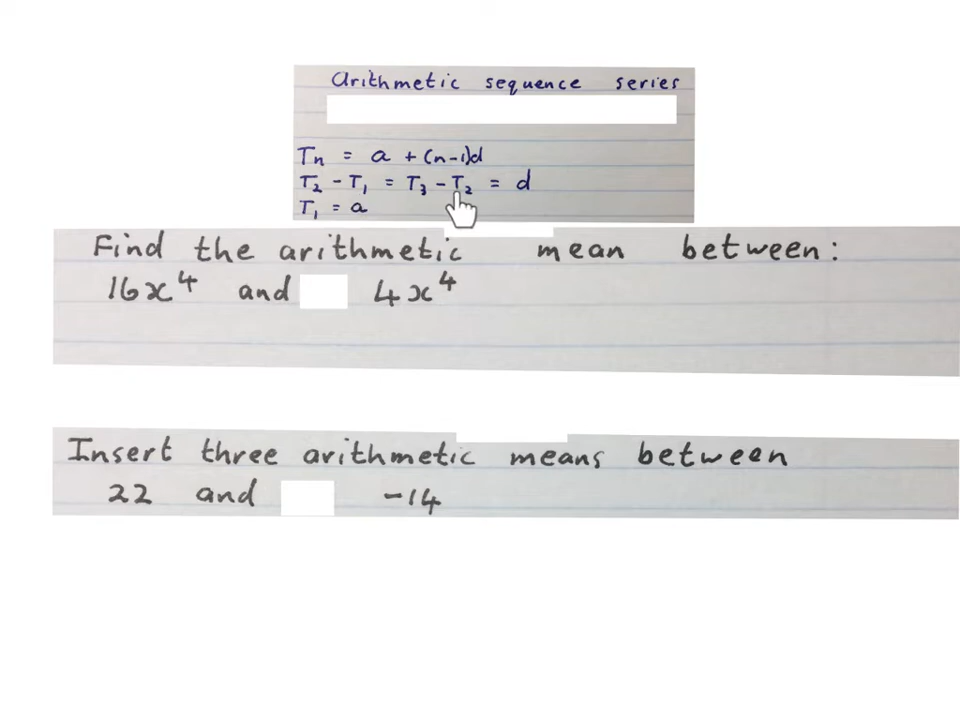 Arithmetic sequence series
Tn = a + (n-1)d
T₂ - T₁ = T₃ - T₂ = d
T₁ = a
Find the arithmetic mean between:
16x⁴ and 4x⁴
Insert three arithmetic means between
22 and -14